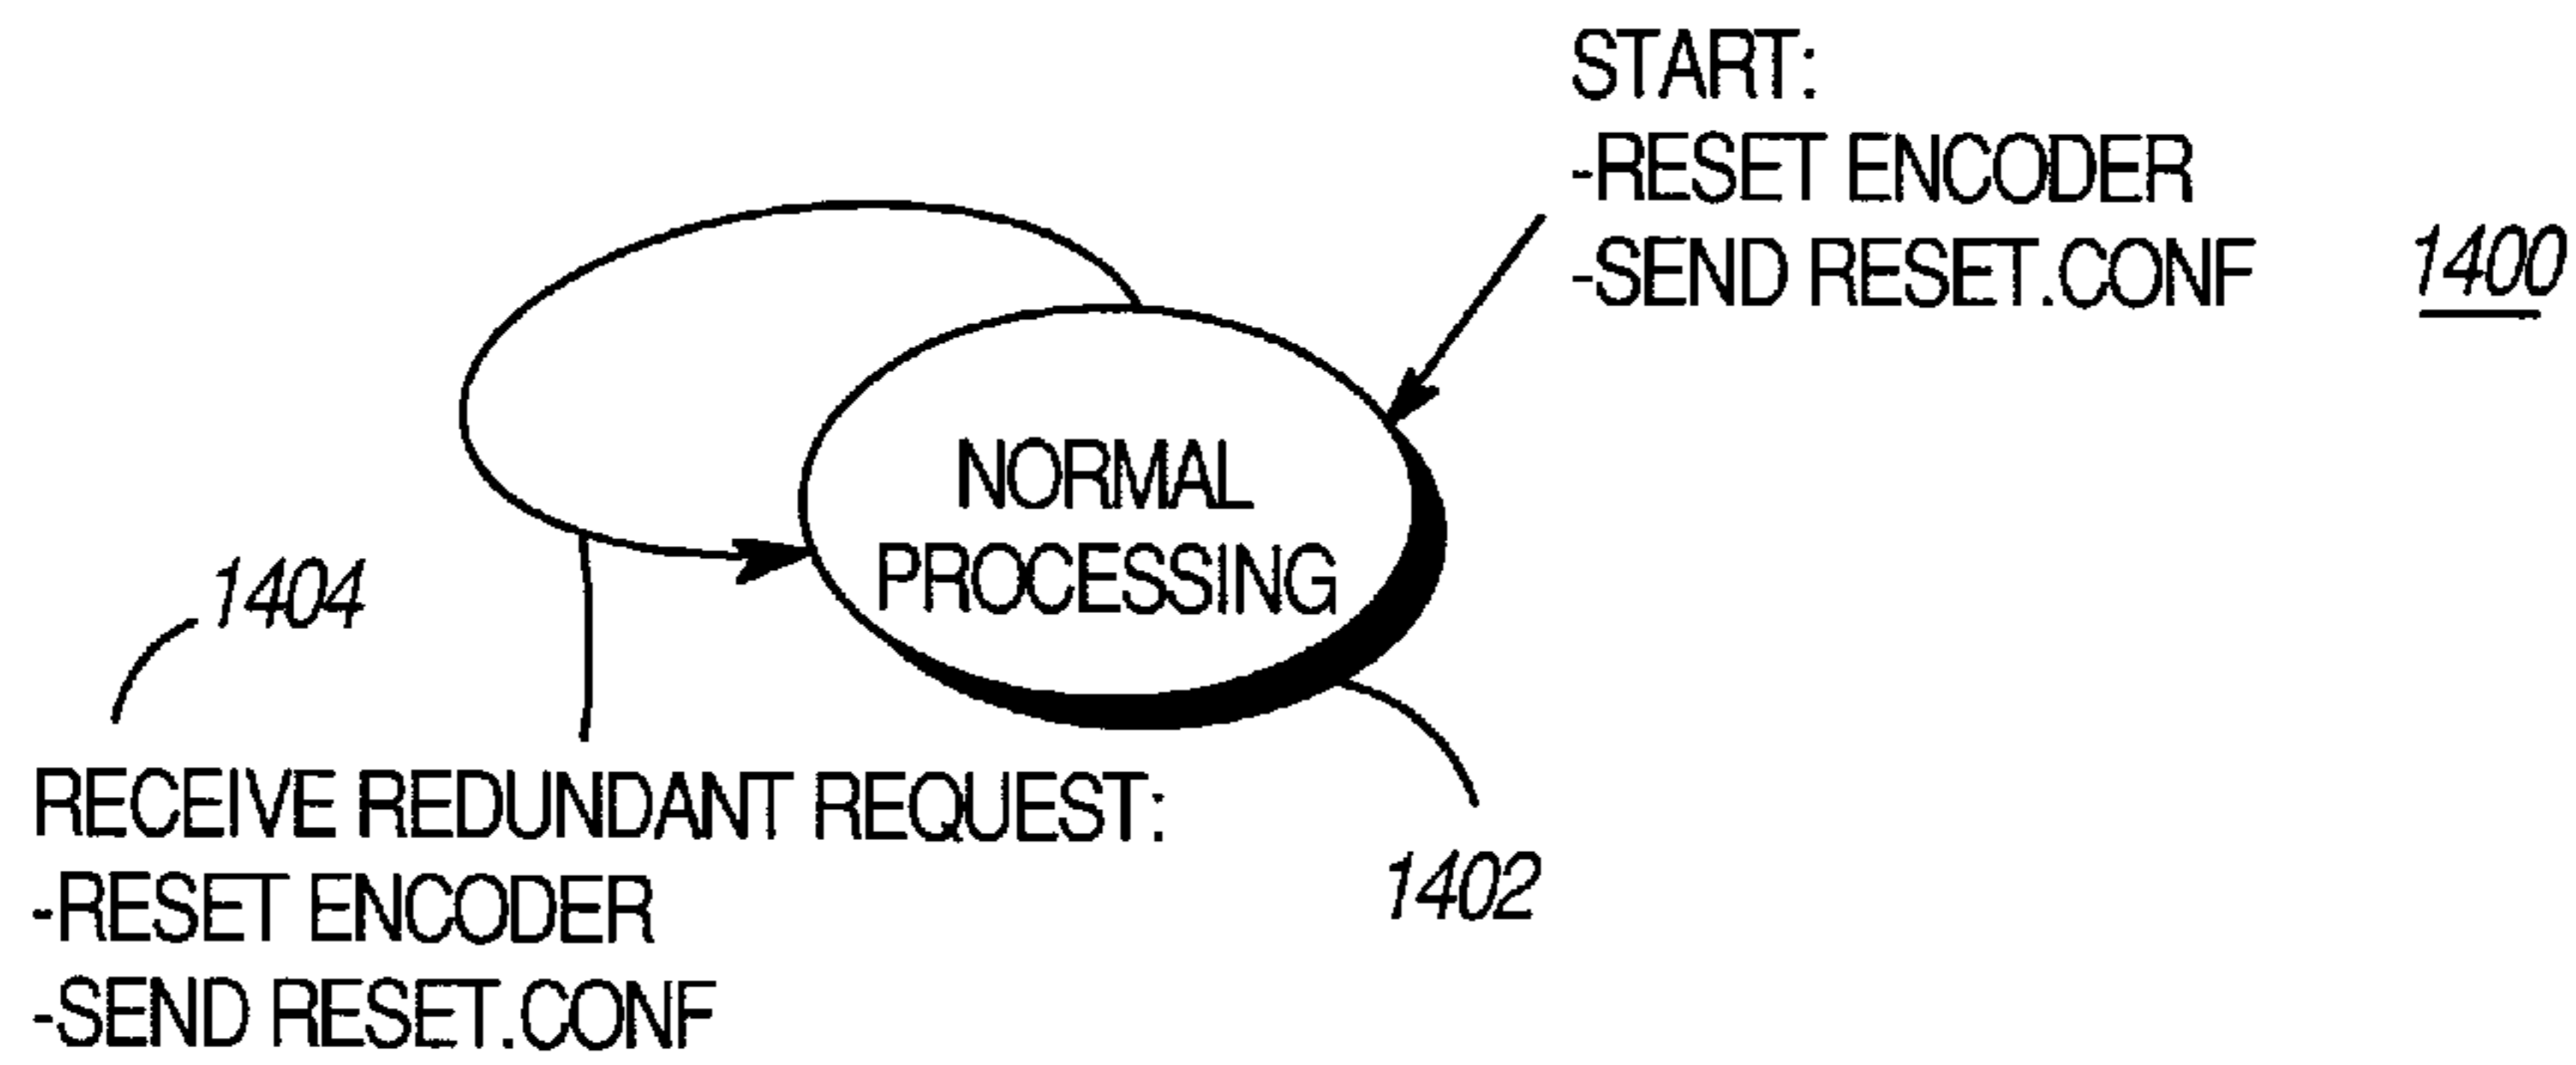 START:
-RESET ENCODER
-SEND RESET.CONF
1400
NORMAL
PROCESSING
1404
RECEIVE REDUNDANT REQUEST:
-RESET ENCODER
-SEND RESET.CONF
1402